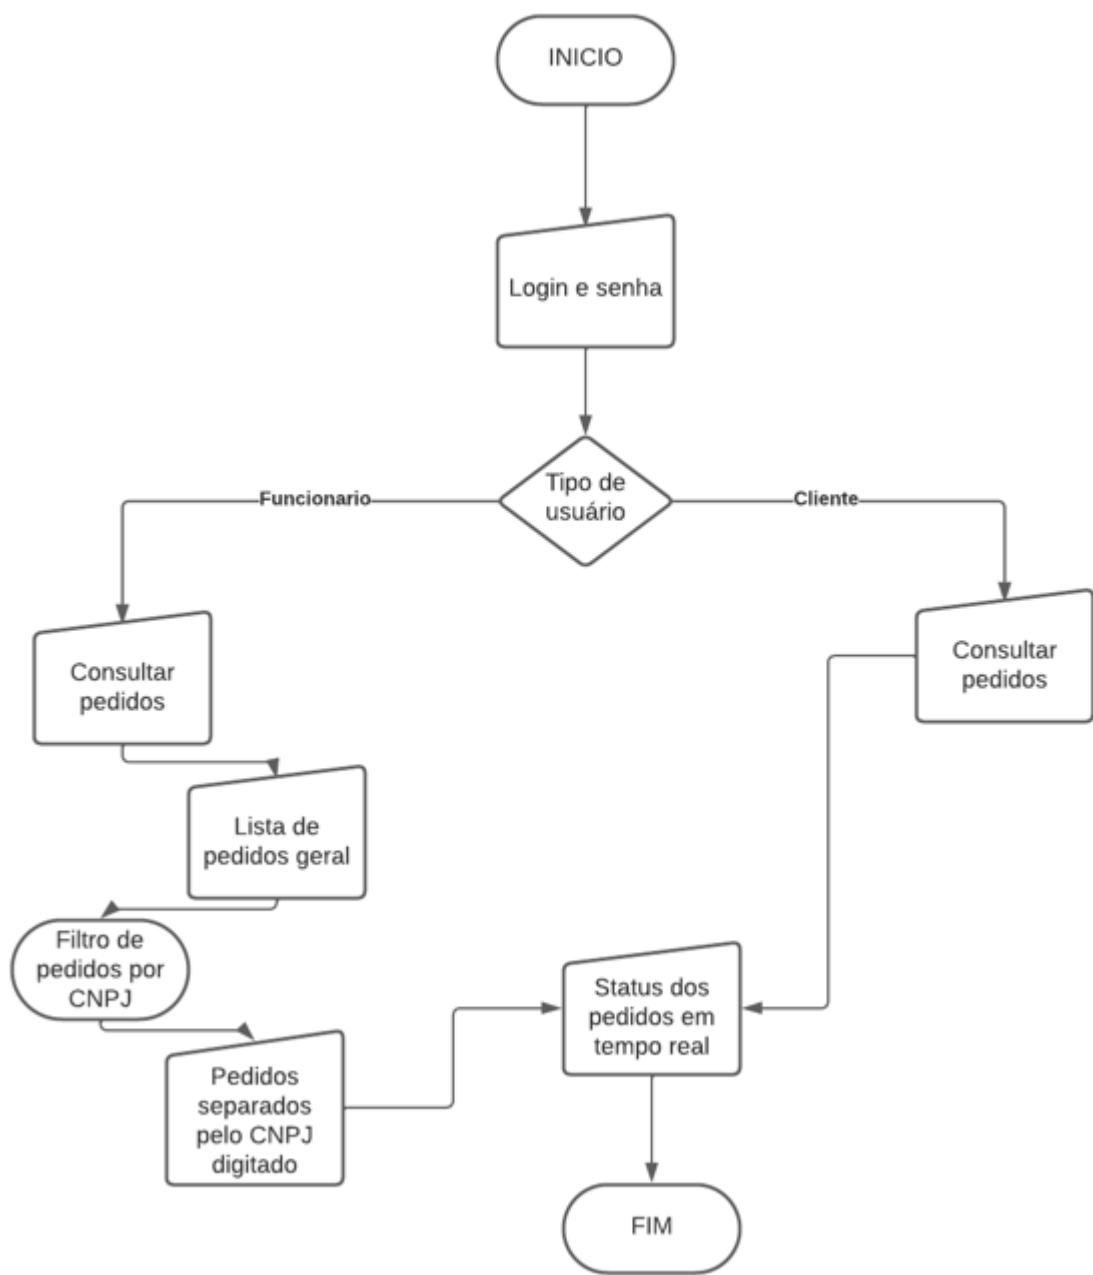 INICIO
Login e senha
Tipo de
usuário
Funcionario
Cliente
Consultar
pedidos
Consultar
pedidos
Lista de
pedidos geral
Filtro de
pedidos por
CNPJ
Pedidos
separados
pelo CNPJ
digitado
Status dos
pedidos em
tempo real
FIM